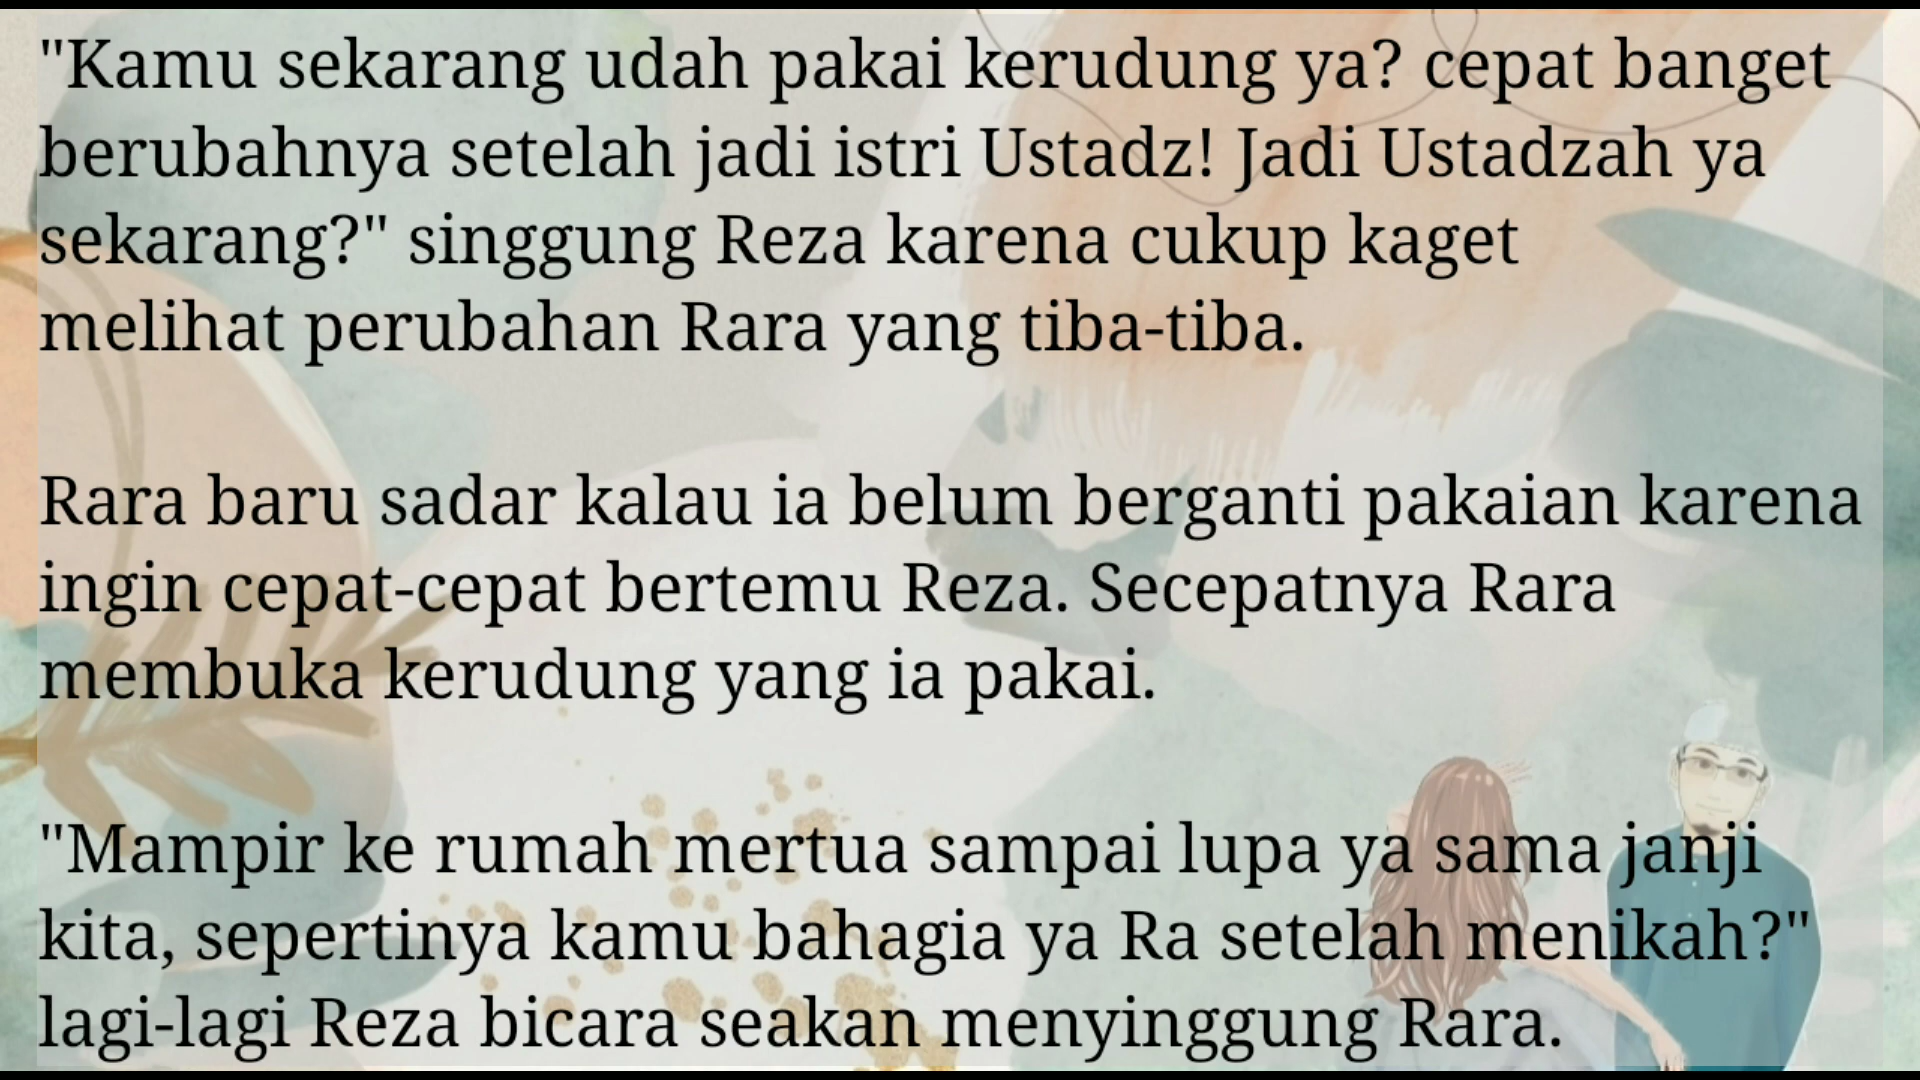 "Kamu sekarang udah pakai kerudung ya? cepat banget
berubahnya setelah jadi istri Ustadz! Jadi Ustadzah ya
sekarang?" singgung Reza karena cukup kaget
melihat perubahan Rara yang tiba-tiba.
Rara baru sadar kalau ia belum berganti pakaian karena
ingin cepat-cepat bertemu Reza. Secepatnya Rara
membuka kerudung yang ia pakai.
"Mampir ke rumah mertua sampai lupa ya sama janji
kita, sepertinya kamu bahagia ya Ra setelah menikah?"
lagi-lagi Reza bicara seakan menyinggung Rara.